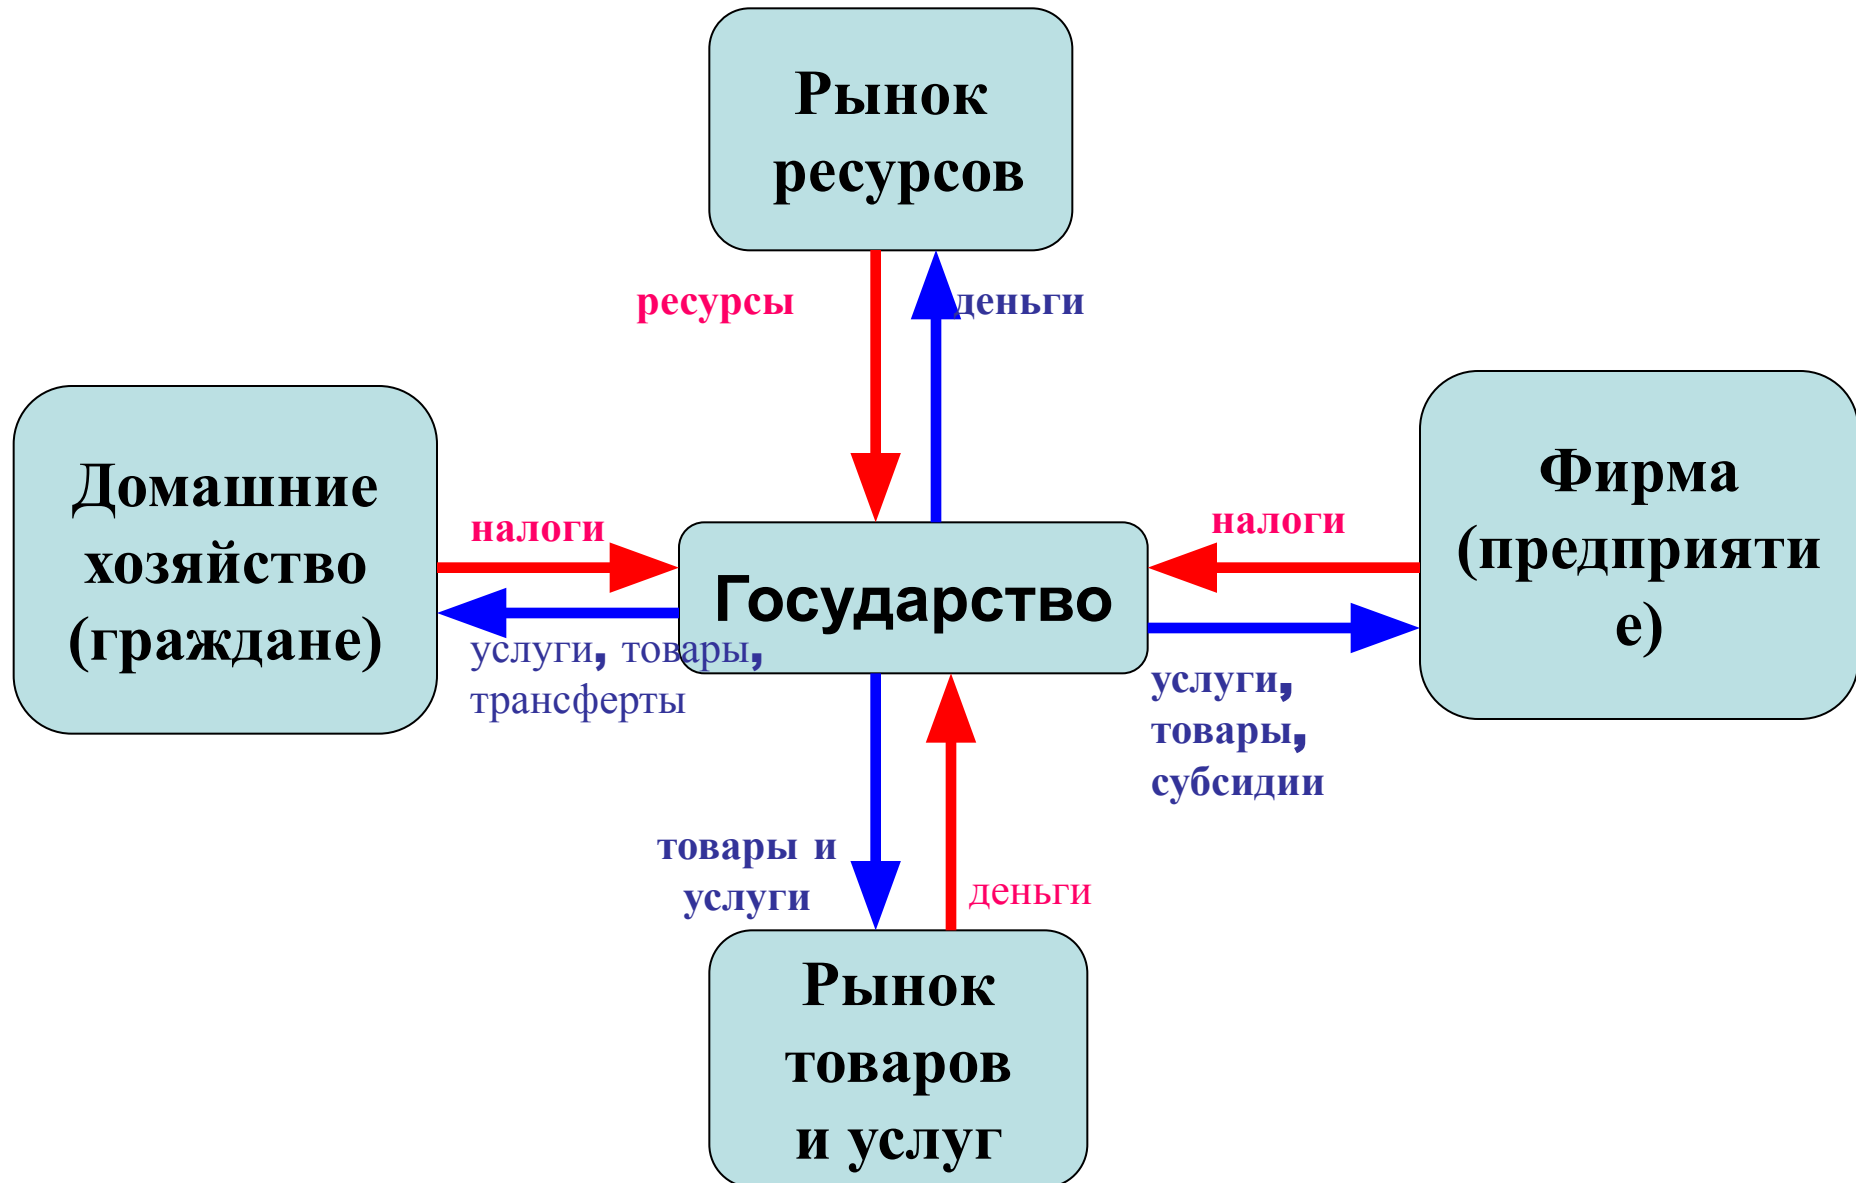 Рынок
ресурсов
ресурсы
деньги
Домашние
хозяйство
(граждане)
налоги
услуги, товары,
трансферты
Государство
налоги
услуги,
товары,
субсидии
Фирма
(предприяти
е)
товары и
услуги
деньги
Рынок
товаров
и услуг